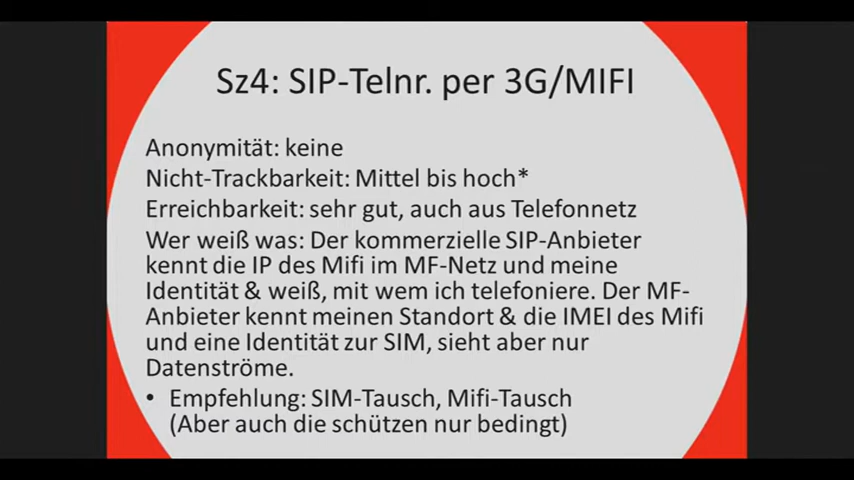 Sz4: SIP-Telnr. per 3G/MIFI
Anonymität: keine
Nicht-Trackbarkeit: Mittel bis hoch*
Erreichbarkeit: sehr gut, auch aus Telefonnetz
Wer weiß was: Der kommerzielle SIP-Anbieter
kennt die IP des Mifi im MF-Netz und meine
Identität & weiß, mit wem ich telefoniere. Der MF-
Anbieter kennt meinen Standort & die IMEI des Mifi
und eine Identität zur SIM, sieht aber nur
Datenströme.
• Empfehlung: SIM-Tausch, Mifi-Tausch
(Aber auch die schützen nur bedingt)